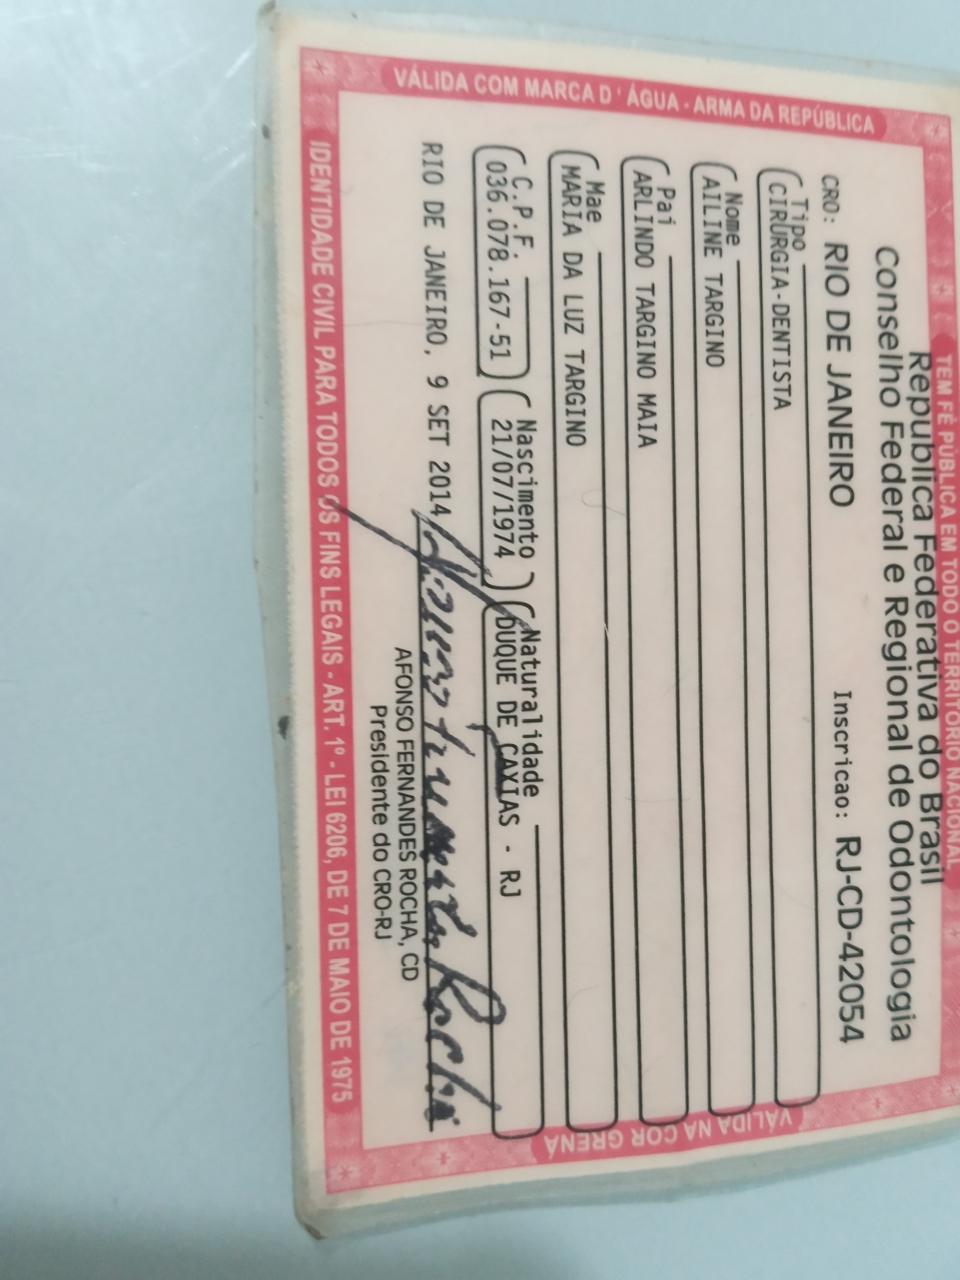 TEM FÉ PÚBLICA EM TODO O TERRITÓRIO NACIONAL
República Federativa do Brasil
Conselho Federal e Regional de Odontologia
CRO: RIO DE JANEIRO Inscricao: RJ-CD-42054
Tipo
CIRURGIA-DENTISTA
Nome
AILINE TARGINO
Pai
ARLINDO TARGINO MAIA
Mae
MARIA DA LUZ TARGINO
C.P.F. Nascimento Naturalidade
036.078.167-51 21/07/1974 DUQUE DE CAXIAS - RJ
RIO DE JANEIRO, 9 SET 2014
AFONSO FERNANDES ROCHA, CD
Presidente do CRO-RJ
IDENTIDADE CIVIL PARA TODOS OS FINS LEGAIS - ART. 1º - LEI 6206, DE 7 DE MAIO DE 1975
VÁLIDA COM MARCA D'ÁGUA - ARMA DA REPÚBLICA
VÁLIDA NA COR GRENÁ